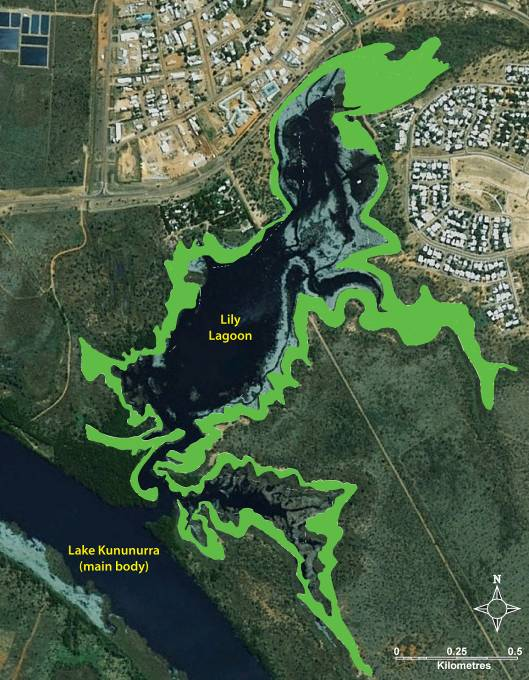 Lily
Lagoon
Lake Kununurra
(main body)
N
0 0.25 0.5
Kilometres